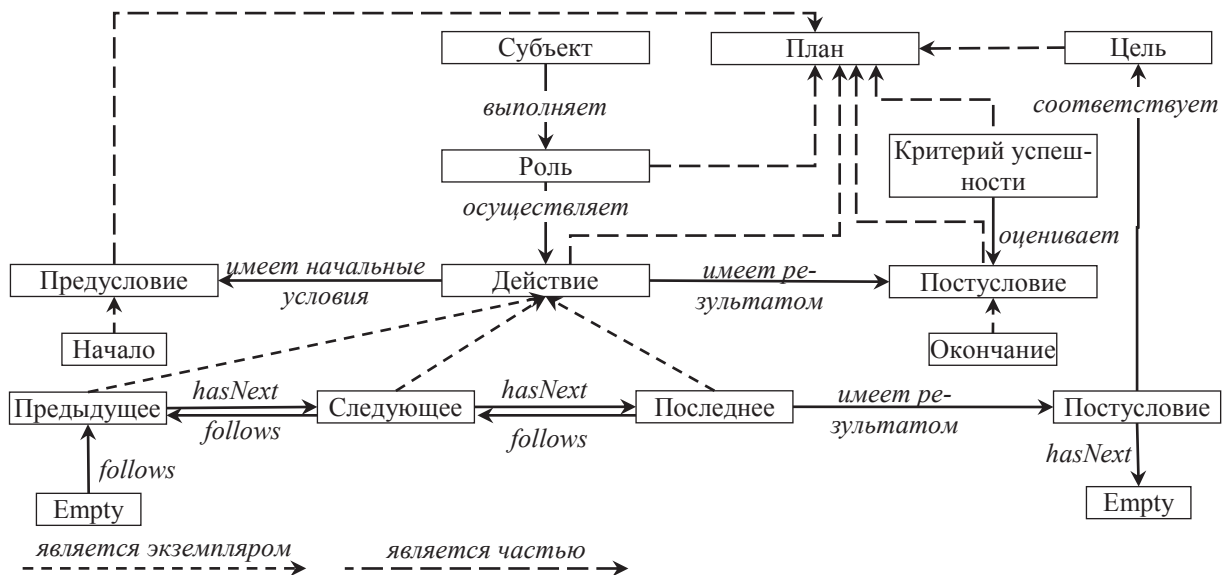 Субъект
План
Цель
выполняет
соответствует
Роль
Критерий успеш-
ности
осуществляет
оценивает
Предусловие
имеет начальные
условия
Действие
имеет ре-
зультатом
Постусловие
Начало
Окончание
Предыдущее
hasNext
follows
Следующее
hasNext
follows
Последнее
имеет ре-
зультатом
Постусловие
follows
hasNext
Empty
Empty
является экземпляром
является частью